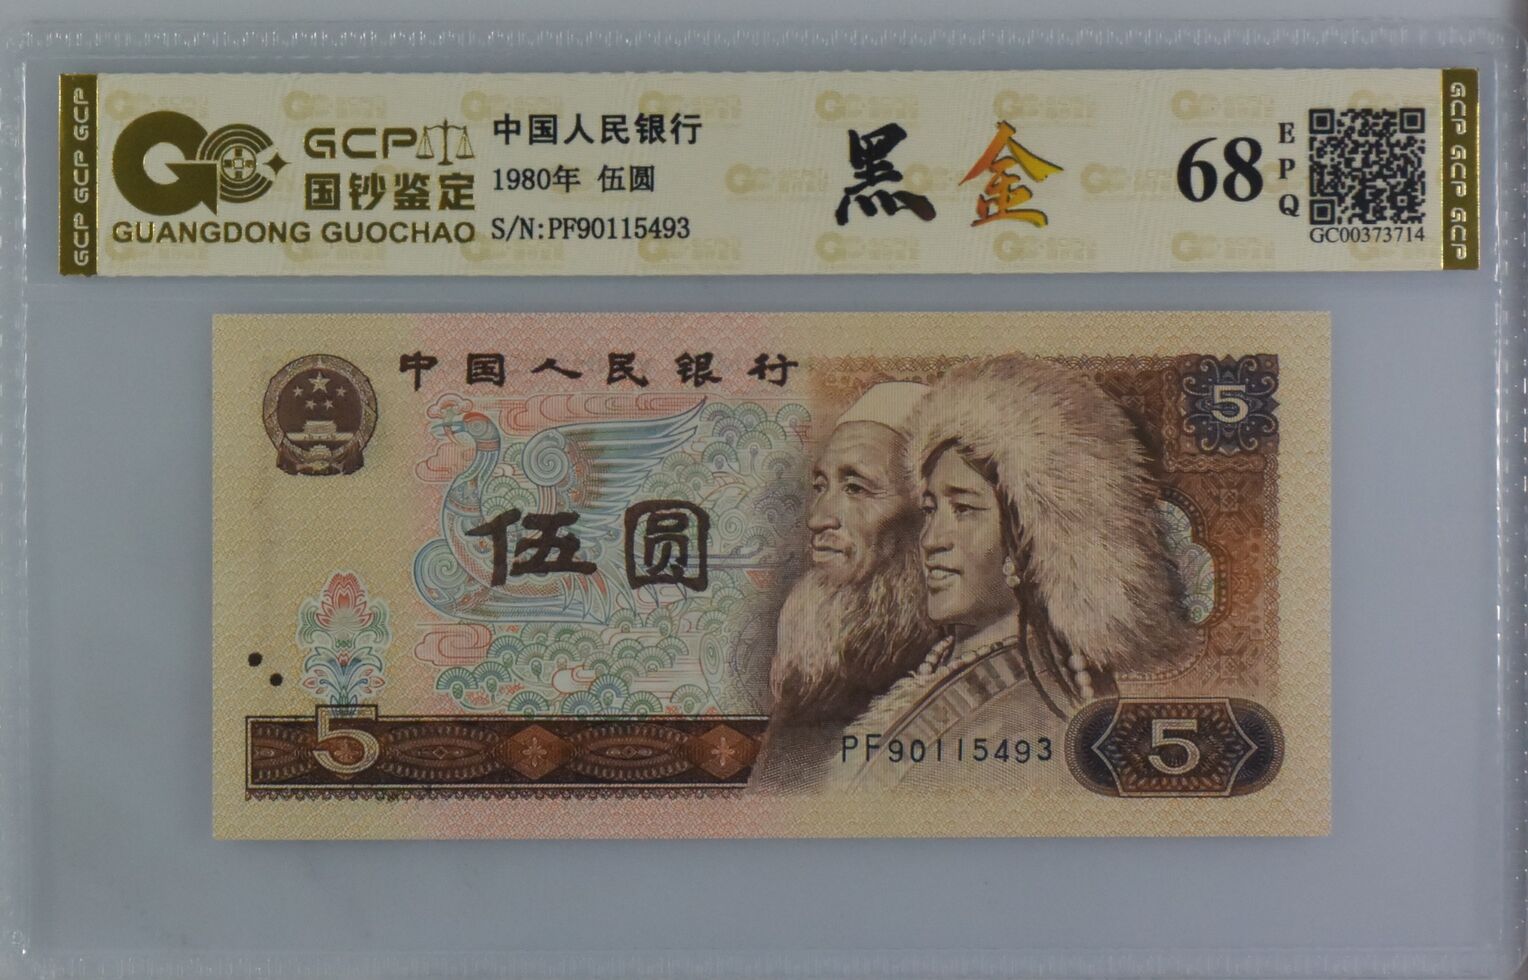 GCP GCP GCP
GCP
国钞鉴定
GUANGDONG GUOCHAO
中国人民银行
1980年 伍圆
S/N:PF90115493
黑金
68
EPQ
GC00373714
GCP GCP GCP
中国人民银行
5
伍圆
5
PF90115493
5